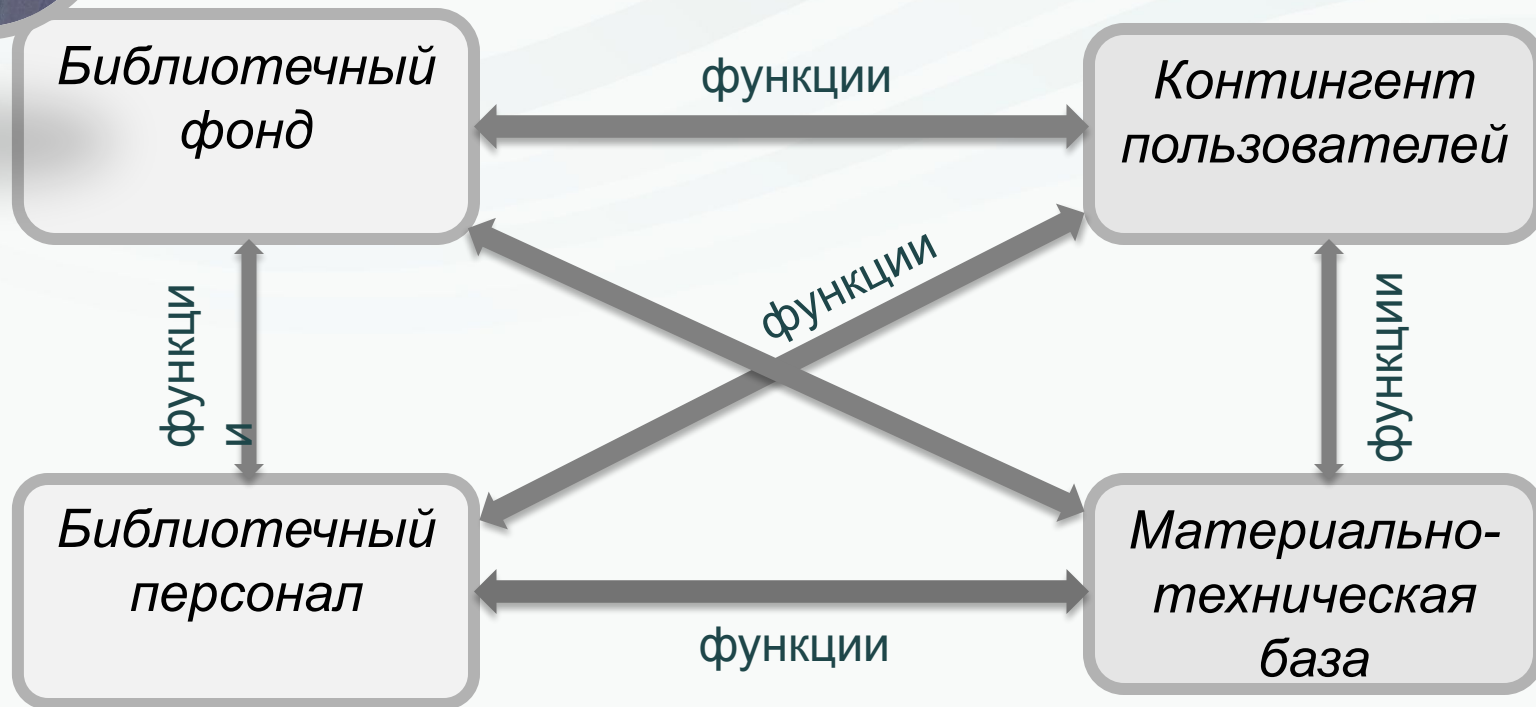 Библиотечный
фонд
функции
Контингент
пользователей
функции
функци
и
функции
Библиотечный
персонал
функции
Материально-
техническая
база